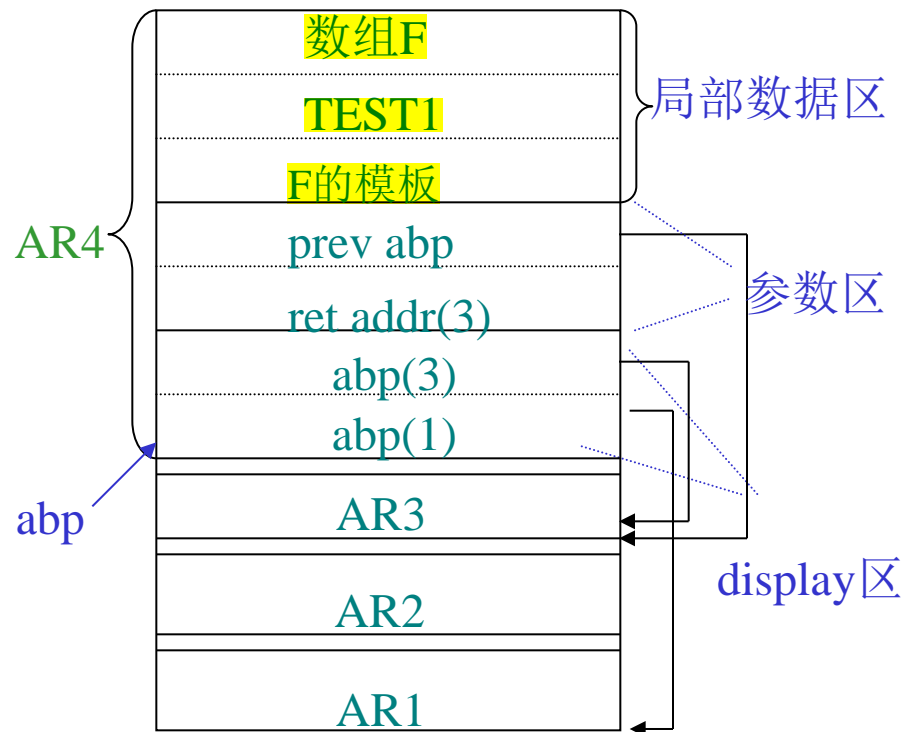 数组F
局部数据区
TEST1
F的模板
AR4
prev abp
参数区
ret addr(3)
abp(3)
abp(1)
abp
AR3
display区
AR2
AR1